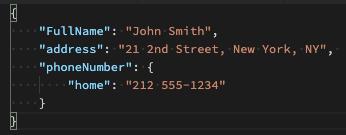 {
    "FullName": "John Smith",
    "address": "21 2nd Street, New York, NY",
    "phoneNumber": {
        "home": "212 555-1234"
    }
}